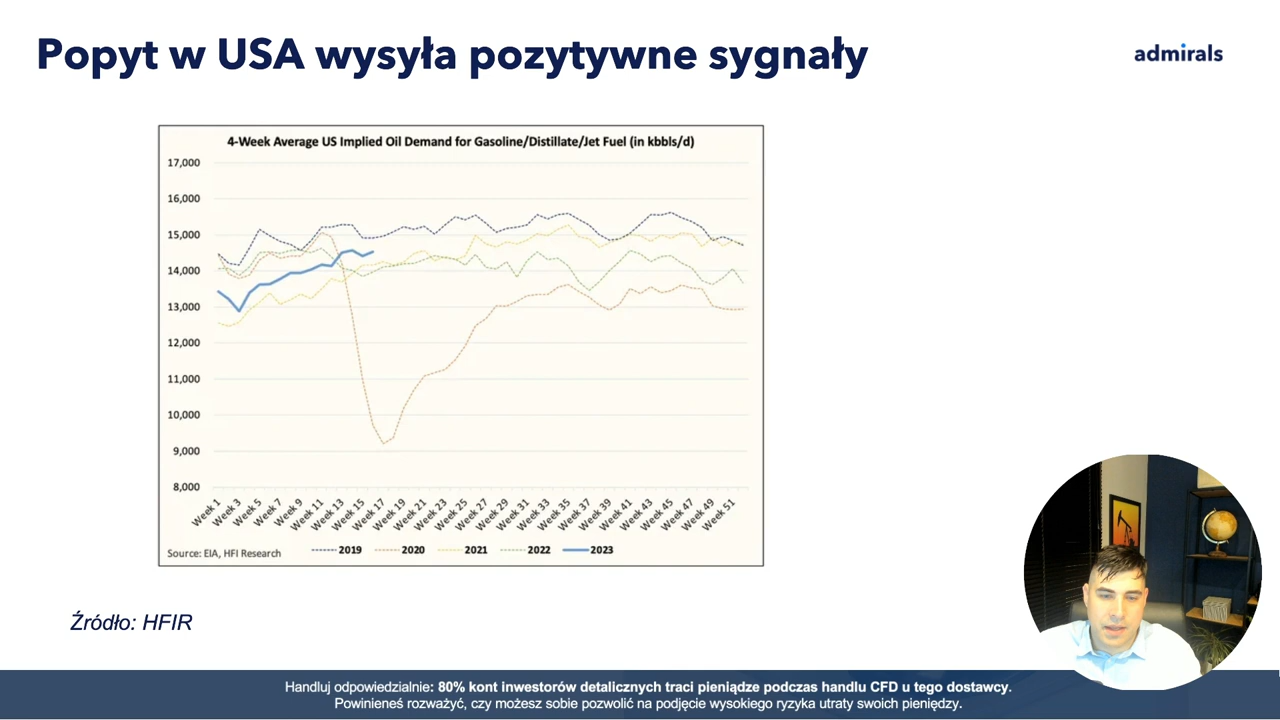 Popyt w USA wysyła pozytywne sygnały
admirals
4-Week Average US Implied Oil Demand for Gasoline/Distillate/Jet Fuel (in kbbls/d)
17,000
16,000
15,000
14,000
13,000
12,000
11,000
10,000
9,000
8,000
Week 1 Week 3 Week 5 Week 7 Week 9 Week 11 Week 13 Week 15 Week 17 Week 19 Week 21 Week 23 Week 25 Week 27 Week 29 Week 31 Week 33 Week 35 Week 37 Week 39 Week 41 Week 43 Week 45 Week 47 Week 49 Week 51
Source: EIA, HFI Research 2019 2020 2021 2022 2023
Źródło: HFIR
Handluj odpowiedzialnie: 80% kont inwestorów detalicznych traci pieniądze podczas handlu CFD u tego dostawcy.
Powinieneś rozważyć, czy możesz sobie pozwolić na podjęcie wysokiego ryzyka utraty swoich pieniędzy.